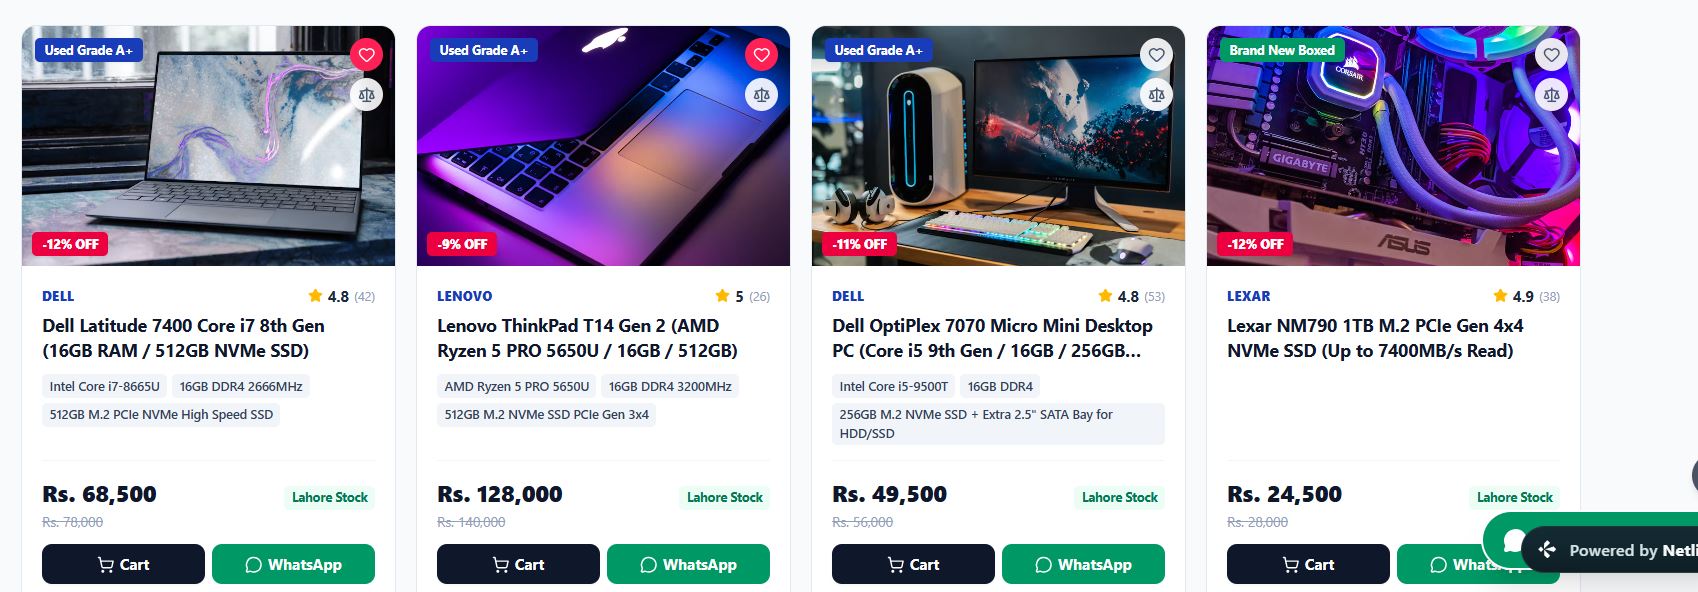 Used Grade A+
-12% OFF
DELL
4.8 (42)
Dell Latitude 7400 Core i7 8th Gen
(16GB RAM / 512GB NVMe SSD)
Intel Core i7-8665U
16GB DDR4 2666MHz
512GB M.2 PCIe NVMe High Speed SSD
Rs. 68,500
Lahore Stock
Rs. 78,000
Cart
WhatsApp
Used Grade A+
-9% OFF
LENOVO
5 (26)
Lenovo ThinkPad T14 Gen 2 (AMD
Ryzen 5 PRO 5650U / 16GB / 512GB)
AMD Ryzen 5 PRO 5650U
16GB DDR4 3200MHz
512GB M.2 NVMe SSD PCIe Gen 3x4
Rs. 128,000
Lahore Stock
Rs. 140,000
Cart
WhatsApp
Used Grade A+
-11% OFF
DELL
4.8 (53)
Dell OptiPlex 7070 Micro Mini Desktop
PC (Core i5 9th Gen / 16GB / 256GB...
Intel Core i5-9500T
16GB DDR4
256GB M.2 NVMe SSD + Extra 2.5" SATA Bay for
HDD/SSD
Rs. 49,500
Lahore Stock
Rs. 56,000
Cart
WhatsApp
Brand New Boxed
CORSAIR
GIGABYTE
ASUS
-12% OFF
LEXAR
4.9 (38)
Lexar NM790 1TB M.2 PCIe Gen 4x4
NVMe SSD (Up to 7400MB/s Read)
Rs. 24,500
Lahore Stock
Rs. 28,000
Cart
Whats
Powered by Netli